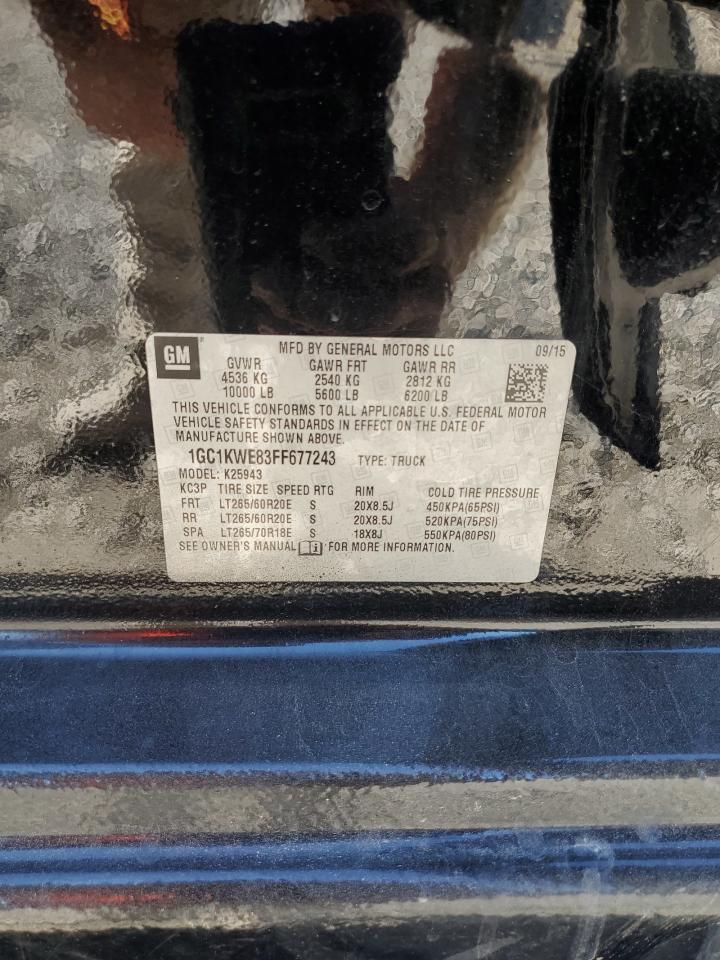 GM
MFD BY GENERAL MOTORS LLC 09/15
GVWR GAWR FRT GAWR RR
4536 KG 2540 KG 2812 KG
10000 LB 5600 LB 6200 LB
THIS VEHICLE CONFORMS TO ALL APPLICABLE U.S. FEDERAL MOTOR
VEHICLE SAFETY STANDARDS IN EFFECT ON THE DATE OF
MANUFACTURE SHOWN ABOVE.
1GC1KWE83FF677243 TYPE: TRUCK
MODEL: K25943
KC3P TIRE SIZE SPEED RTG RIM COLD TIRE PRESSURE
FRT LT265/60R20E S 20X8.5J 450KPA(65PSI)
RR LT265/60R20E S 20X8.5J 520KPA(75PSI)
SPA LT265/70R18E S 18X8J 550KPA(80PSI)
SEE OWNER'S MANUAL FOR MORE INFORMATION.